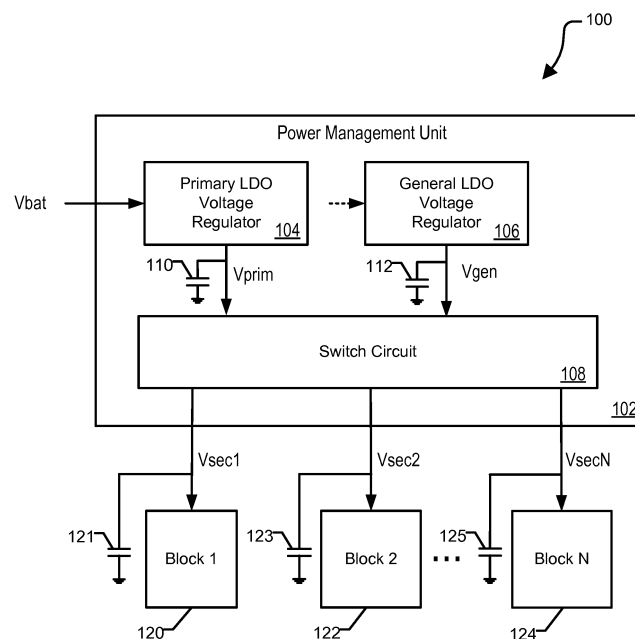 100
Power Management Unit
Vbat
Primary LDO
Voltage
Regulator
104
General LDO
Voltage
Regulator
106
110
Vprim
112
Vgen
Switch Circuit
108
102
Vsec1
Vsec2
VsecN
121
Block 1
123
Block 2
...
125
Block N
120
122
124